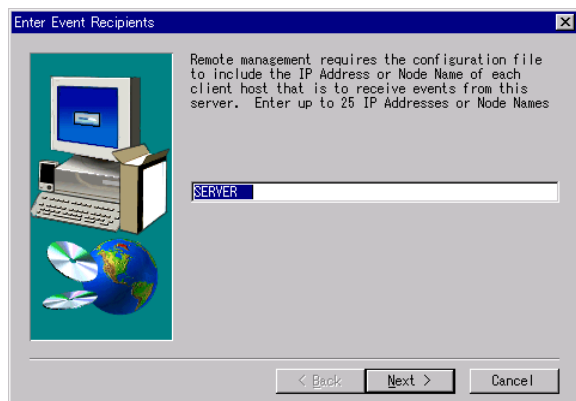 Enter Event Recipients
Remote management requires the configuration file
to include the IP Address or Node Name of each
client host that is to receive events from this
server.  Enter up to 25 IP Addresses or Node Names
SERVER
< Back
Next >
Cancel